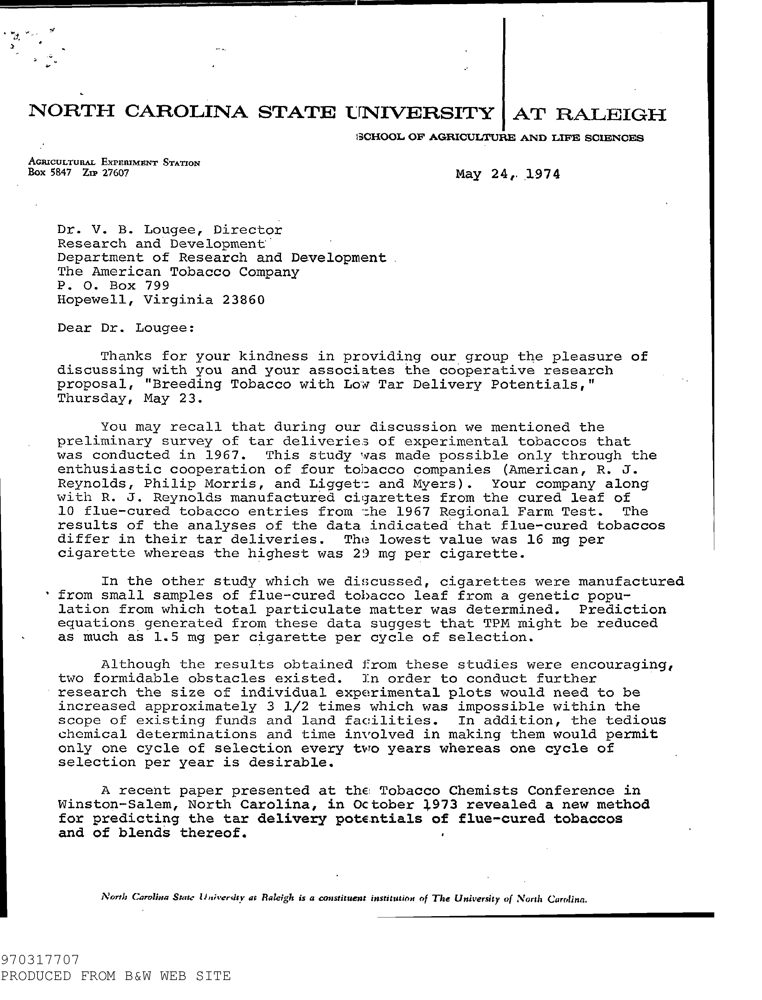 NORTH CAROLINA STATE UNIVERSITY AT RALEIGH
SCHOOL OF AGRICULTURE AND LIFE SCIENCES
AGRICULTURAL EXPERIMENT STATION
BOX 5847 ZIP 27607
May 24, 1974
Dr. V. B. Lougee, Director
Research and Development
Department of Research and Development
The American Tobacco Company
P. O. Box 799
Hopewell, Virginia 23860
Dear Dr. Lougee:
Thanks for your kindness in providing our group the pleasure of
discussing with you and your associates the cooperative research
proposal, "Breeding Tobacco with Low Tar Delivery Potentials,"
Thursday, May 23.
You may recall that during our discussion we mentioned the
preliminary survey of tar deliveries of experimental tobaccos that
was conducted in 1967. This study was made possible only through the
enthusiastic cooperation of four tobacco companies (American, R. J.
Reynolds, Philip Morris, and Liggett and Myers). Your company along
with R. J. Reynolds manufactured cigarettes from the cured leaf of
10 flue-cured tobacco entries from the 1967 Regional Farm Test. The
results of the analyses of the data indicated that flue-cured tobaccos
differ in their tar deliveries. The lowest value was 16 mg per
cigarette whereas the highest was 29 mg per cigarette.
In the other study which we discussed, cigarettes were manufactured
from small samples of flue-cured tobacco leaf from a genetic popu-
lation from which total particulate matter was determined. Prediction
equations generated from these data suggest that TPM might be reduced
as much as 1.5 mg per cigarette per cycle of selection.
Although the results obtained from these studies were encouraging,
two formidable obstacles existed. In order to conduct further
research the size of individual experimental plots would need to be
increased approximately 3 1/2 times which was impossible within the
scope of existing funds and land facilities. In addition, the tedious
chemical determinations and time involved in making them would permit
only one cycle of selection every two years whereas one cycle of
selection per year is desirable.
A recent paper presented at the Tobacco Chemists Conference in
Winston-Salem, North Carolina, in October 1973 revealed a new method
for predicting the tar delivery potentials of flue-cured tobaccos
and of blends thereof.
North Carolina State University at Raleigh is a constituent institution of The University of North Carolina.
970317707
PRODUCED FROM B&W WEB SITE